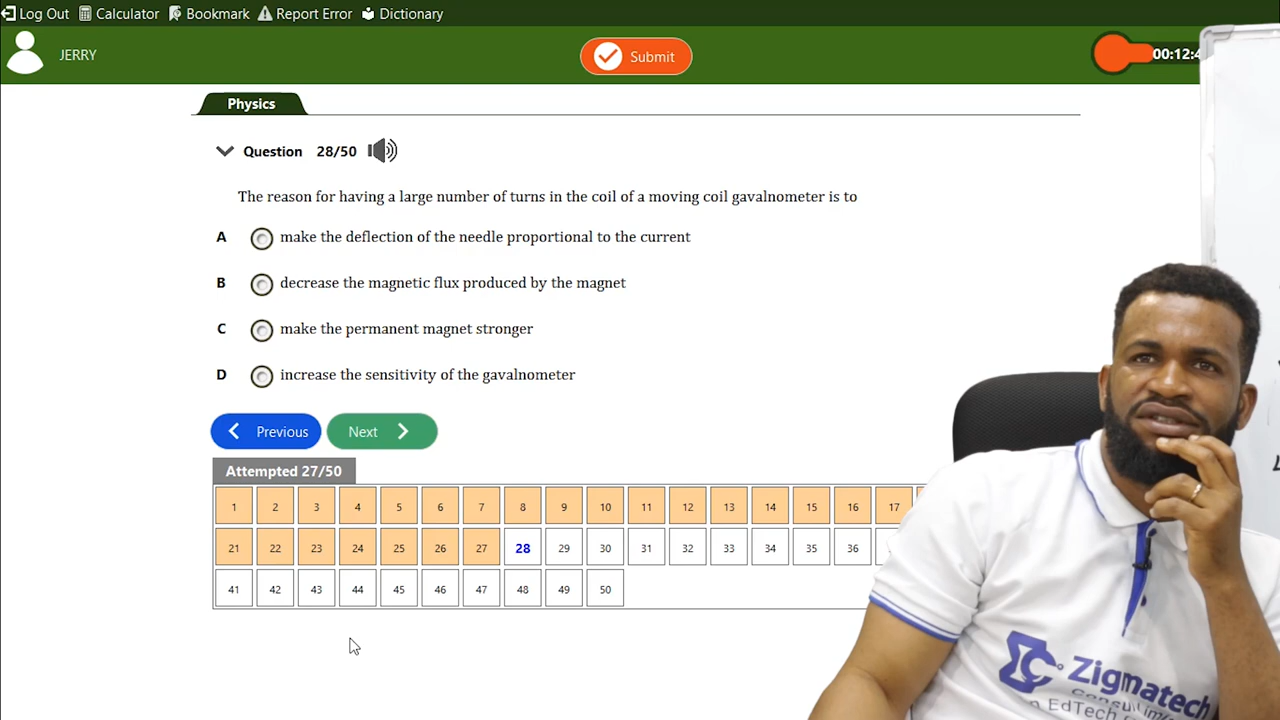 Log Out Calculator Bookmark Report Error Dictionary
JERRY Submit
Physics
Question 28/50
The reason for having a large number of turns in the coil of a moving coil gavalnometer is to
A make the deflection of the needle proportional to the current
B decrease the magnetic flux produced by the magnet
C make the permanent magnet stronger
D increase the sensitivity of the gavalnometer
Previous Next
Attempted 27/50
1 2 3 4 5 6 7 8 9 10 11 12 13 14 15 16 17
21 22 23 24 25 26 27 28 29 30 31 32 33 34 35 36
41 42 43 44 45 46 47 48 49 50
Zigmatech
EdTech